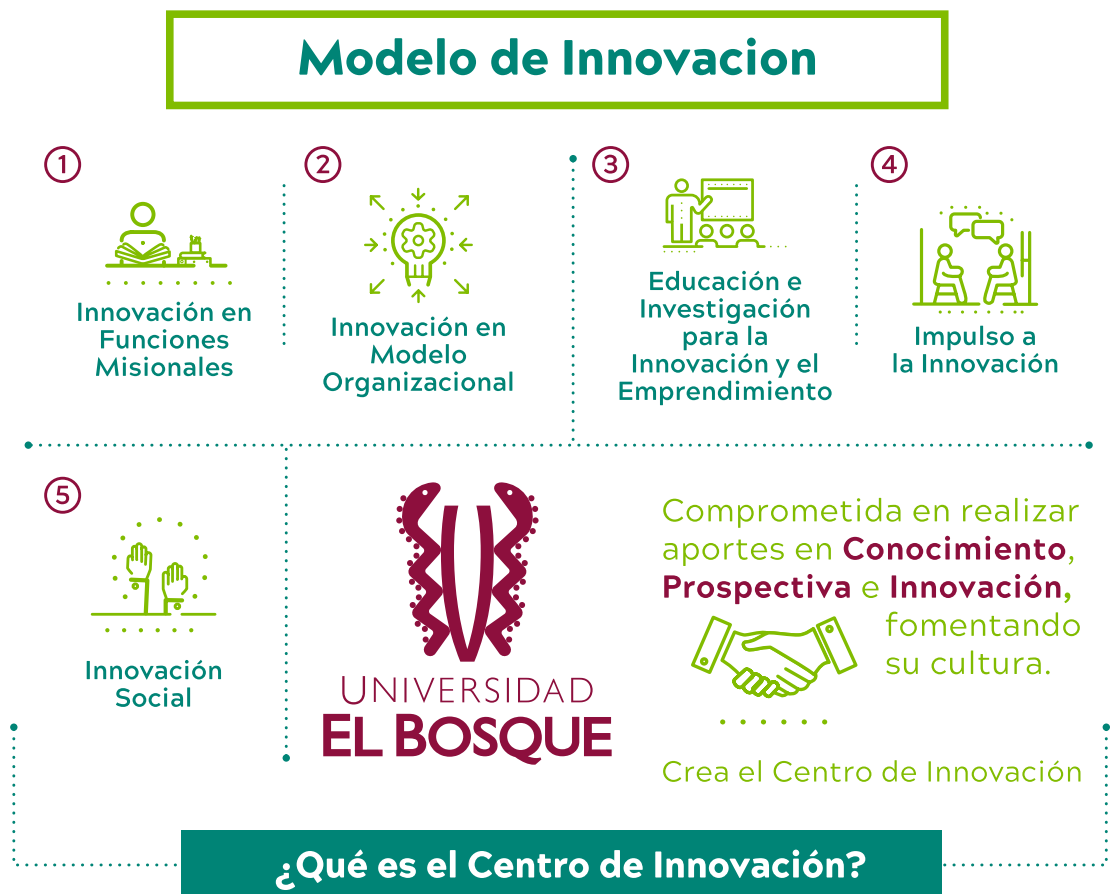 Modelo de Innovacion
1
Innovación en
Funciones
Misionales
2
Innovación en
Modelo
Organizacional
3
Educación e
Investigación
para la
Innovación y el
Emprendimiento
4
Impulso a
la Innovación
5
Innovación
Social
UNIVERSIDAD
EL BOSQUE
Comprometida en realizar
aportes en Conocimiento,
Prospectiva e Innovación,
fomentando
su cultura.
Crea el Centro de Innovación
¿Qué es el Centro de Innovación?